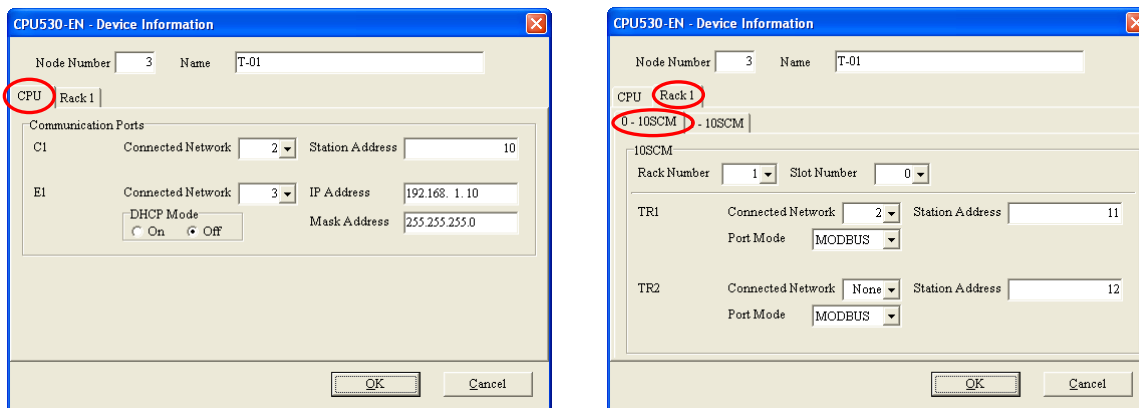 CPU530-EN - Device Information
Node Number 3 Name T-01
CPU Rack 1
Communication Ports
C1 Connected Network 2 Station Address 10
E1 Connected Network 3 IP Address 192.168. 1. 10
DHCP Mode
On Off
Mask Address 255.255.255.0
OK Cancel
CPU530-EN - Device Information
Node Number 3 Name T-01
CPU Rack 1
0 - 10SCM - 10SCM
10SCM
Rack Number 1 Slot Number 0
TR1 Connected Network 2 Station Address 11
Port Mode MODBUS
TR2 Connected Network None Station Address 12
Port Mode MODBUS
OK Cancel